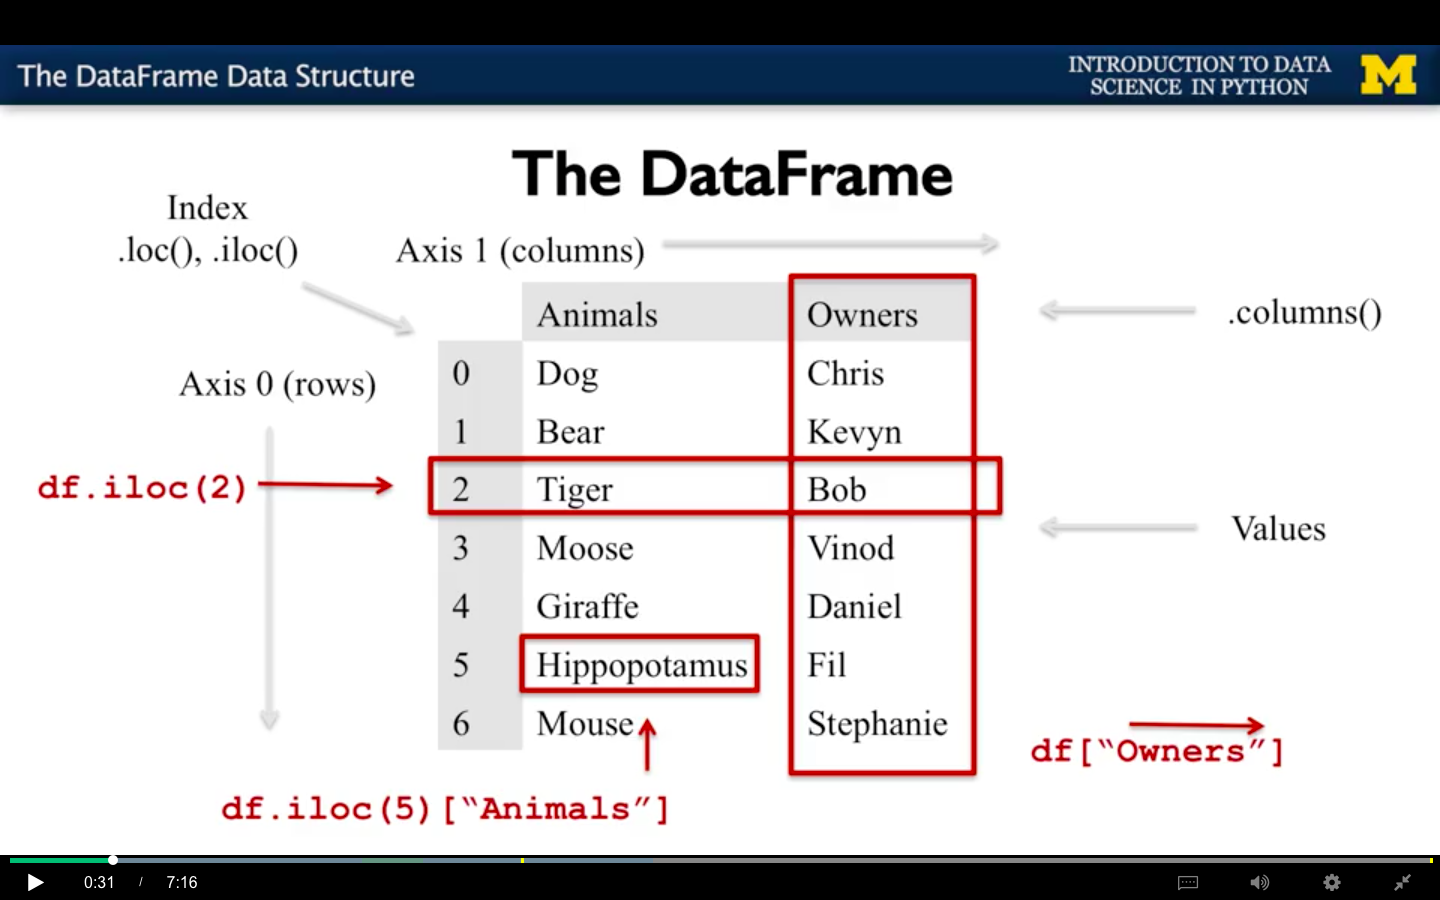 The DataFrame Data Structure
INTRODUCTION TO DATA
SCIENCE IN PYTHON
M
The DataFrame
Index
.loc(), .iloc()
Axis 1 (columns)
Animals Owners
.columns()
0 Dog Chris
Axis 0 (rows)
1 Bear Kevyn
df.iloc(2)
2 Tiger Bob
Values
3 Moose Vinod
4 Giraffe Daniel
5 Hippopotamus Fil
6 Mouse Stephanie
df[“Owners”]
df.iloc(5)[“Animals”]
0:31 / 7:16